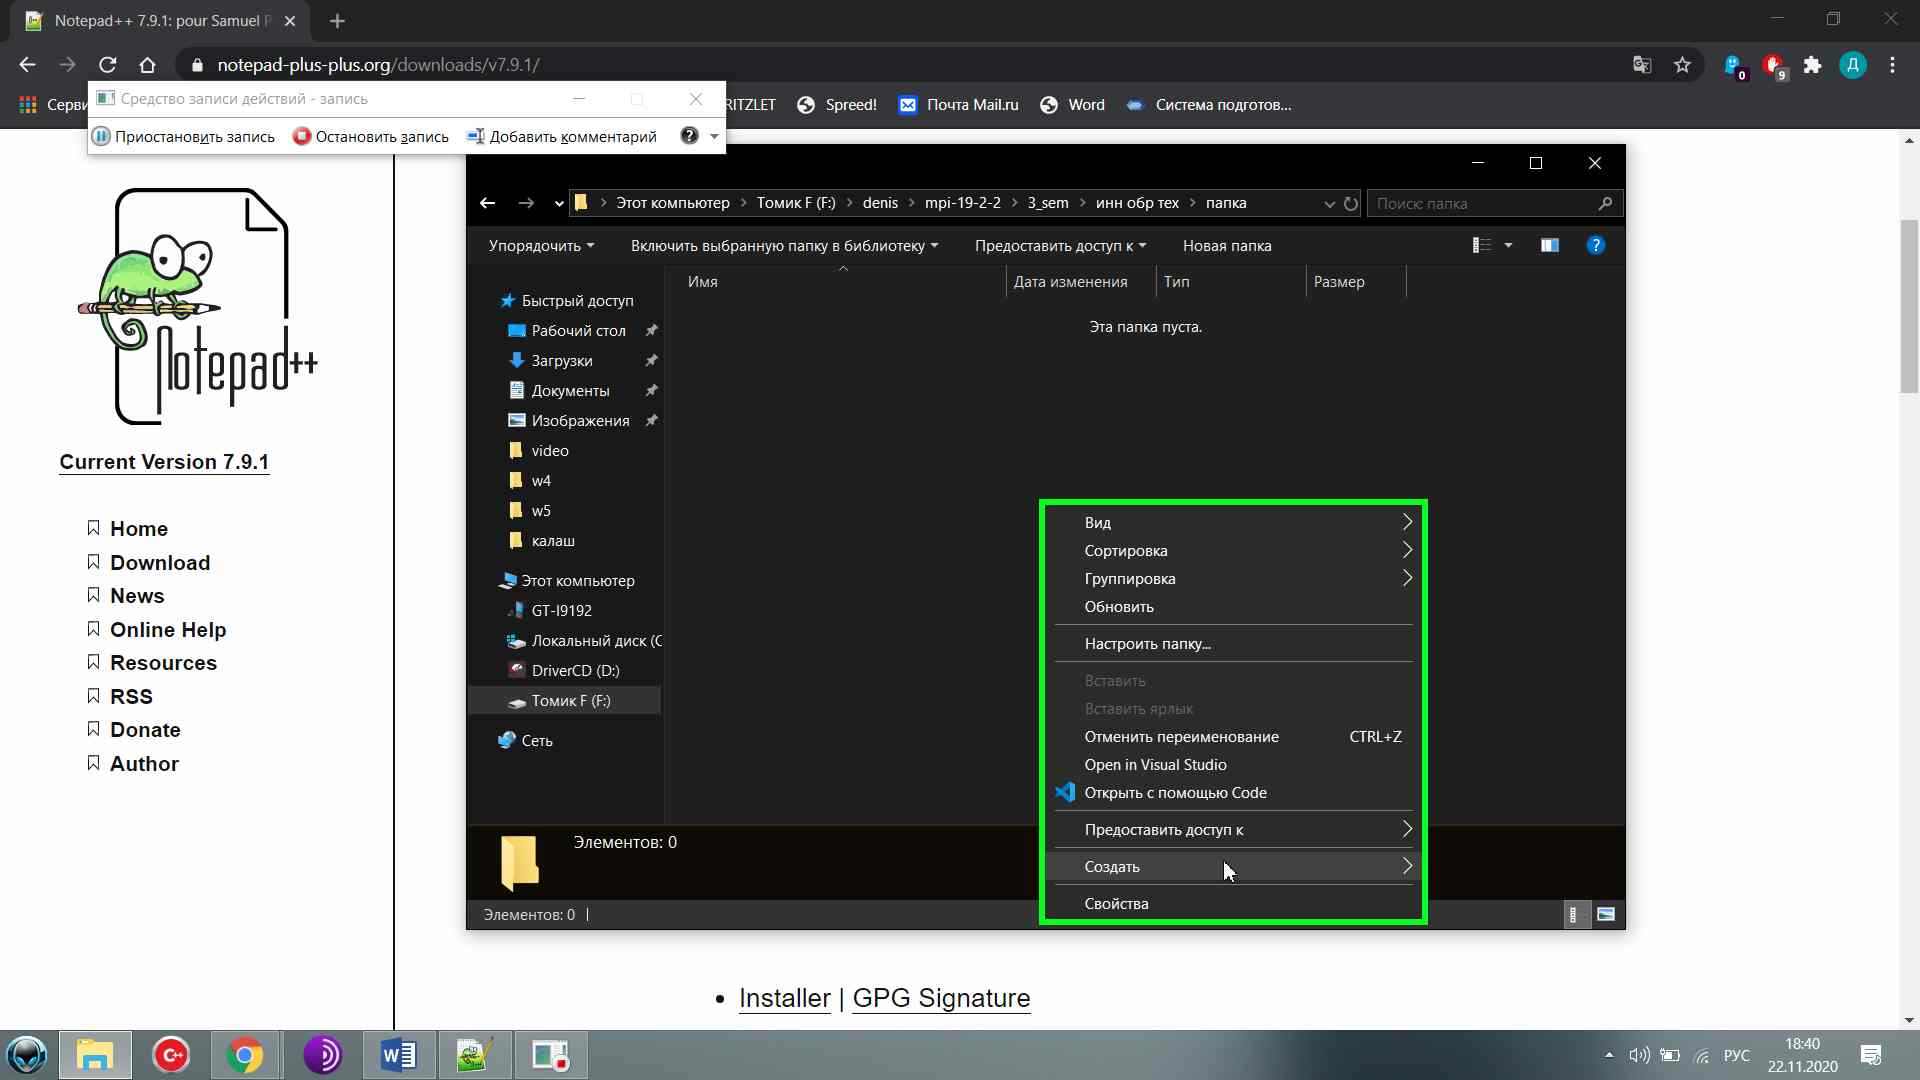 Notepad++ 7.9.1: pour Samuel P
notepad-plus-plus.org/downloads/v7.9.1/
0
9
Д
Серви
RITZLET
Spreed!
Почта Mail.ru
Word
Система подготов...
Средство записи действий - запись
Приостановить запись
Остановить запись
Добавить комментарий
Notepad++
Current Version 7.9.1
Home
Download
News
Online Help
Resources
RSS
Donate
Author
Этот компьютер
Томик F (F:)
denis
mpi-19-2-2
3_sem
инн обр тех
папка
Поиск: папка
Упорядочить
Включить выбранную папку в библиотеку
Предоставить доступ к
Новая папка
Имя
Дата изменения
Тип
Размер
Эта папка пуста.
Быстрый доступ
Рабочий стол
Загрузки
Документы
Изображения
video
w4
w5
калаш
Этот компьютер
GT-I9192
Локальный диск (C
DriverCD (D:)
Томик F (F:)
Сеть
Вид
Сортировка
Группировка
Обновить
Настроить папку...
Вставить
Вставить ярлык
Отменить переименование CTRL+Z
Open in Visual Studio
Открыть с помощью Code
Предоставить доступ к
Создать
Свойства
Элементов: 0
Элементов: 0
Installer | GPG Signature
РУС
18:40
22.11.2020